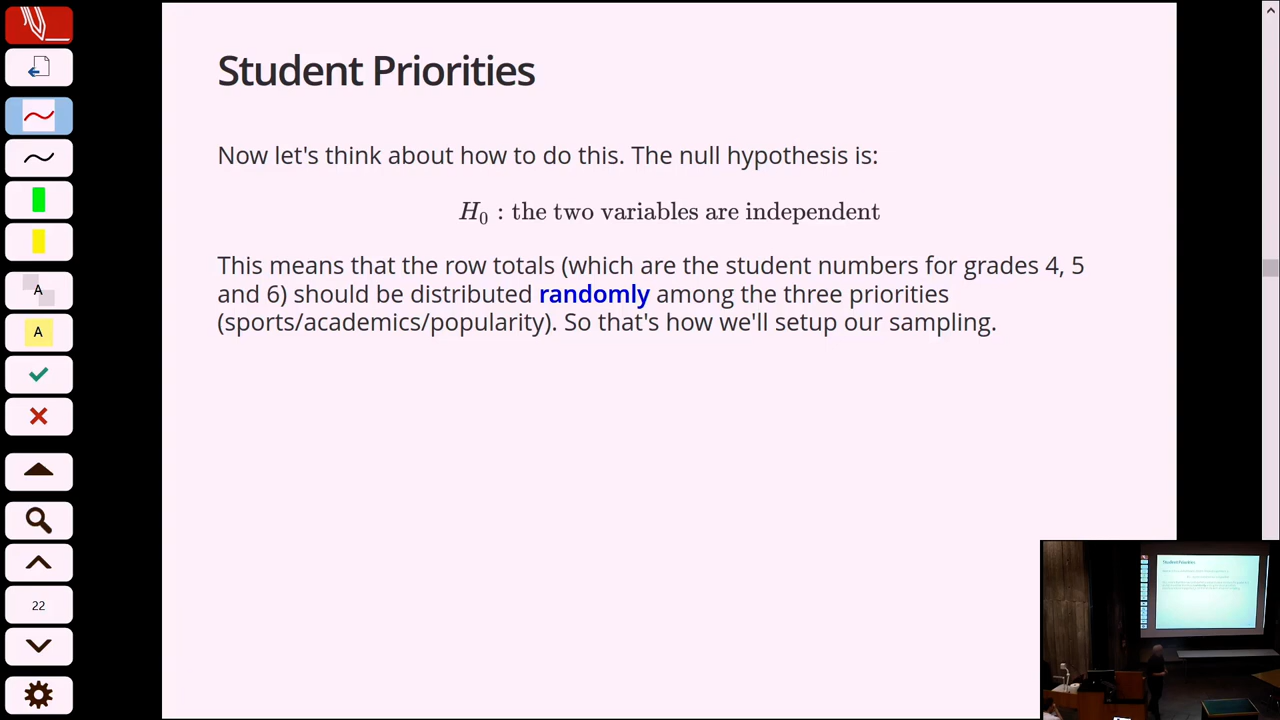 Student Priorities
Now let's think about how to do this. The null hypothesis is:
H₀ : the two variables are independent
This means that the row totals (which are the student numbers for grades 4, 5
and 6) should be distributed randomly among the three priorities
(sports/academics/popularity). So that's how we'll setup our sampling.
A
A
22
Student Priorities